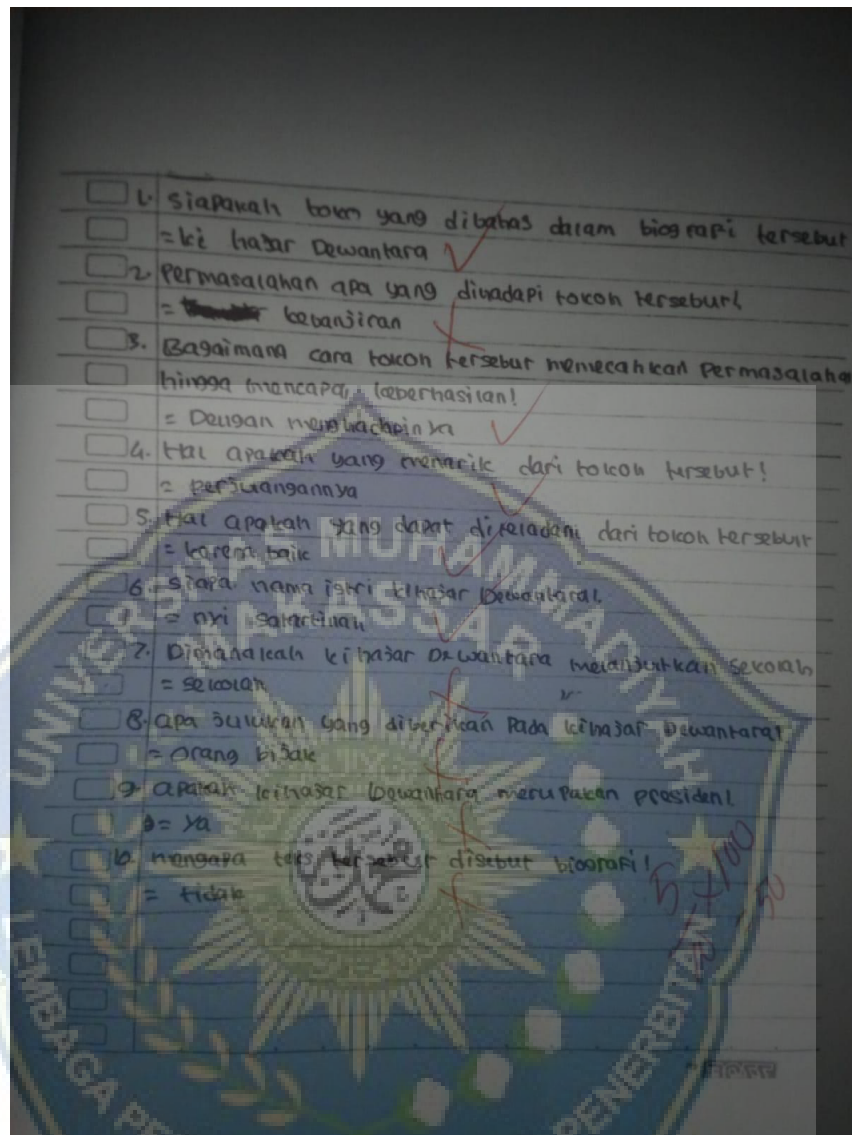 1. siapakah tokoh yang dibahas dalam biografi tersebut
= ki hajar Dewantara
2. Permasalahan apa yang dihadapi tokoh tersebut!
= kebanjiran
3. Bagaimana cara tokoh tersebut memecahkan Permasalahan
hingga mencapai keberhasilan!
= Dengan menghadapinya
4. Hal apakah yang menarik dari tokoh tersebut!
= perjuangannya
5. Hal apakah yang dapat diteladani dari tokoh tersebut
= karena baik
6. siapa nama istri kihajar Dewantara!
= nyi
7. Dimanakah kihajar Dewantara melanjutkan sekolah
= sekolah
8. apa julukan yang diberikan Pada kihajar Dewantara!
= orang bijak
9. apakah kihajar Dewantara merupakan presiden!
= ya
10. mengapa teks tersebut disebut biografi!
= tidak
5 x 100
50
UNIVERSITAS MUHAMMADIYAH
MAKASSAR
LEMBAGA
PENERBITAN